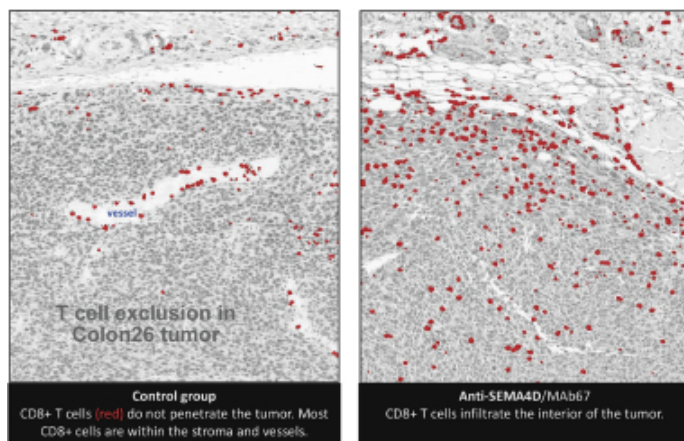 vessel
T cell exclusion in
Colon26 tumor
Control group
CD8+ T cells (red) do not penetrate the tumor. Most
CD8+ cells are within the stroma and vessels.
Anti-SEMA4D/MAb67
CD8+ T cells infiltrate the interior of the tumor.